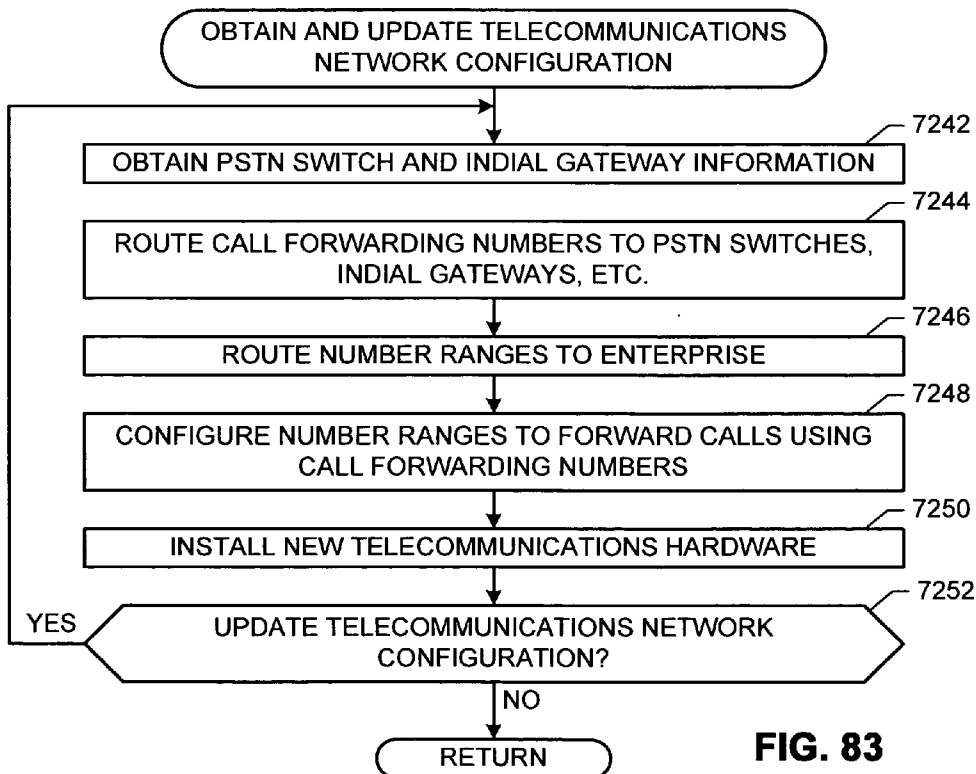 OBTAIN AND UPDATE TELECOMMUNICATIONS
NETWORK CONFIGURATION
7242
OBTAIN PSTN SWITCH AND INDIAL GATEWAY INFORMATION
7244
ROUTE CALL FORWARDING NUMBERS TO PSTN SWITCHES,
INDIAL GATEWAYS, ETC.
7246
ROUTE NUMBER RANGES TO ENTERPRISE
7248
CONFIGURE NUMBER RANGES TO FORWARD CALLS USING
CALL FORWARDING NUMBERS
7250
INSTALL NEW TELECOMMUNICATIONS HARDWARE
7252
YES
UPDATE TELECOMMUNICATIONS NETWORK
CONFIGURATION?
NO
RETURN
FIG. 83